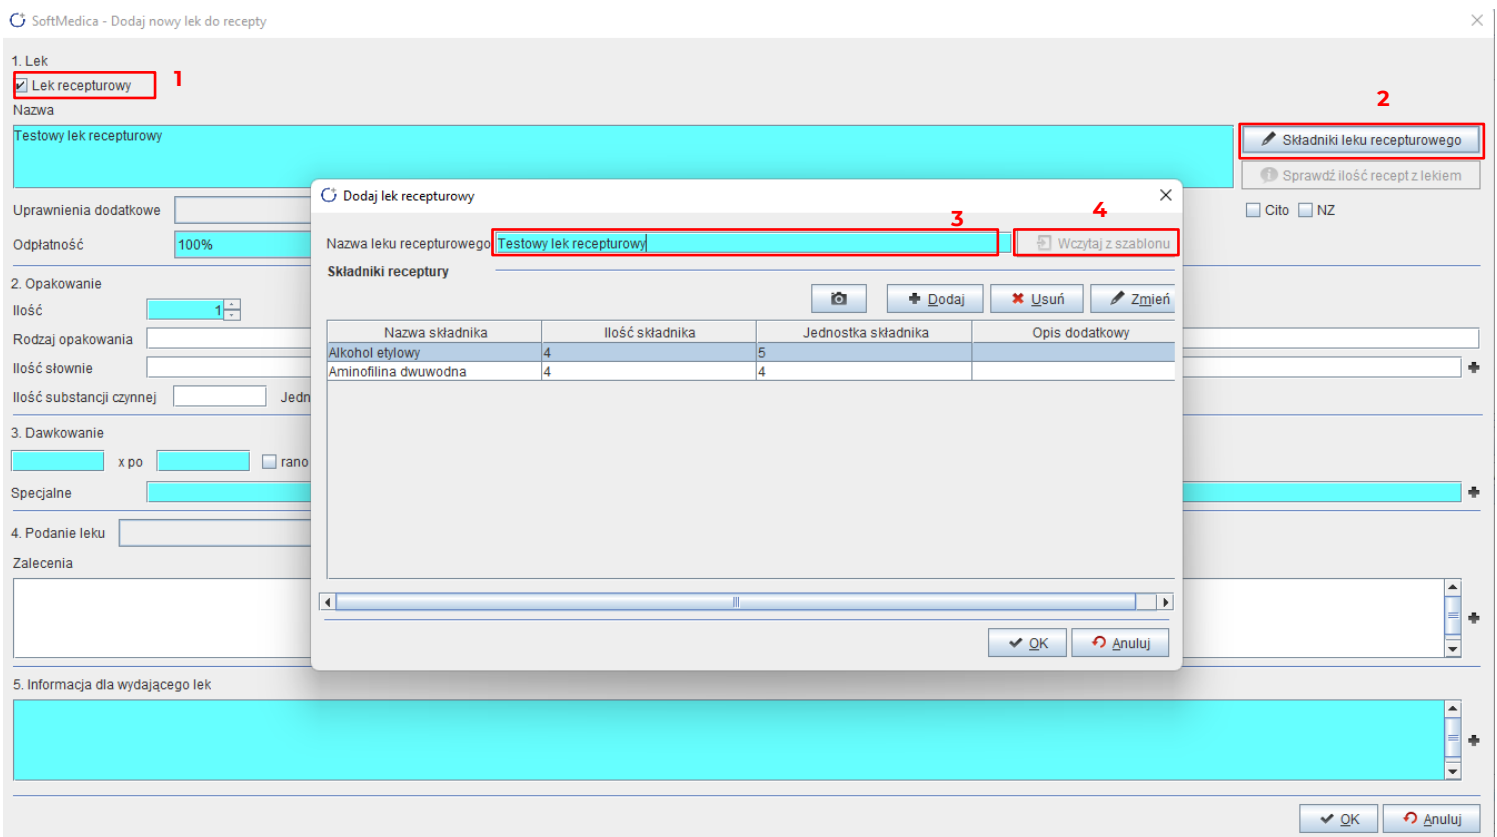 SoftMedica - Dodaj nowy lek do recepty
1. Lek
Lek recepturowy
1
Nazwa
2
Testowy lek recepturowy
Składniki leku recepturowego
Sprawdź ilość recept z lekiem
Uprawnienia dodatkowe
Cito NZ
Odpłatność 100%
2. Opakowanie
Ilość 1
Rodzaj opakowania
Ilość słownie
Ilość substancji czynnej Jedn
3. Dawkowanie
x po rano
Specjalne
4. Podanie leku
Zalecenia
5. Informacja dla wydającego lek
OK Anuluj
Dodaj lek recepturowy
3 4
Nazwa leku recepturowego Testowy lek recepturowy Wczytaj z szablonu
Składniki receptury
Dodaj Usuń Zmień
Nazwa składnika Ilość składnika Jednostka składnika Opis dodatkowy
Alkohol etylowy 4 5
Aminofilina dwuwodna 4 4
OK Anuluj